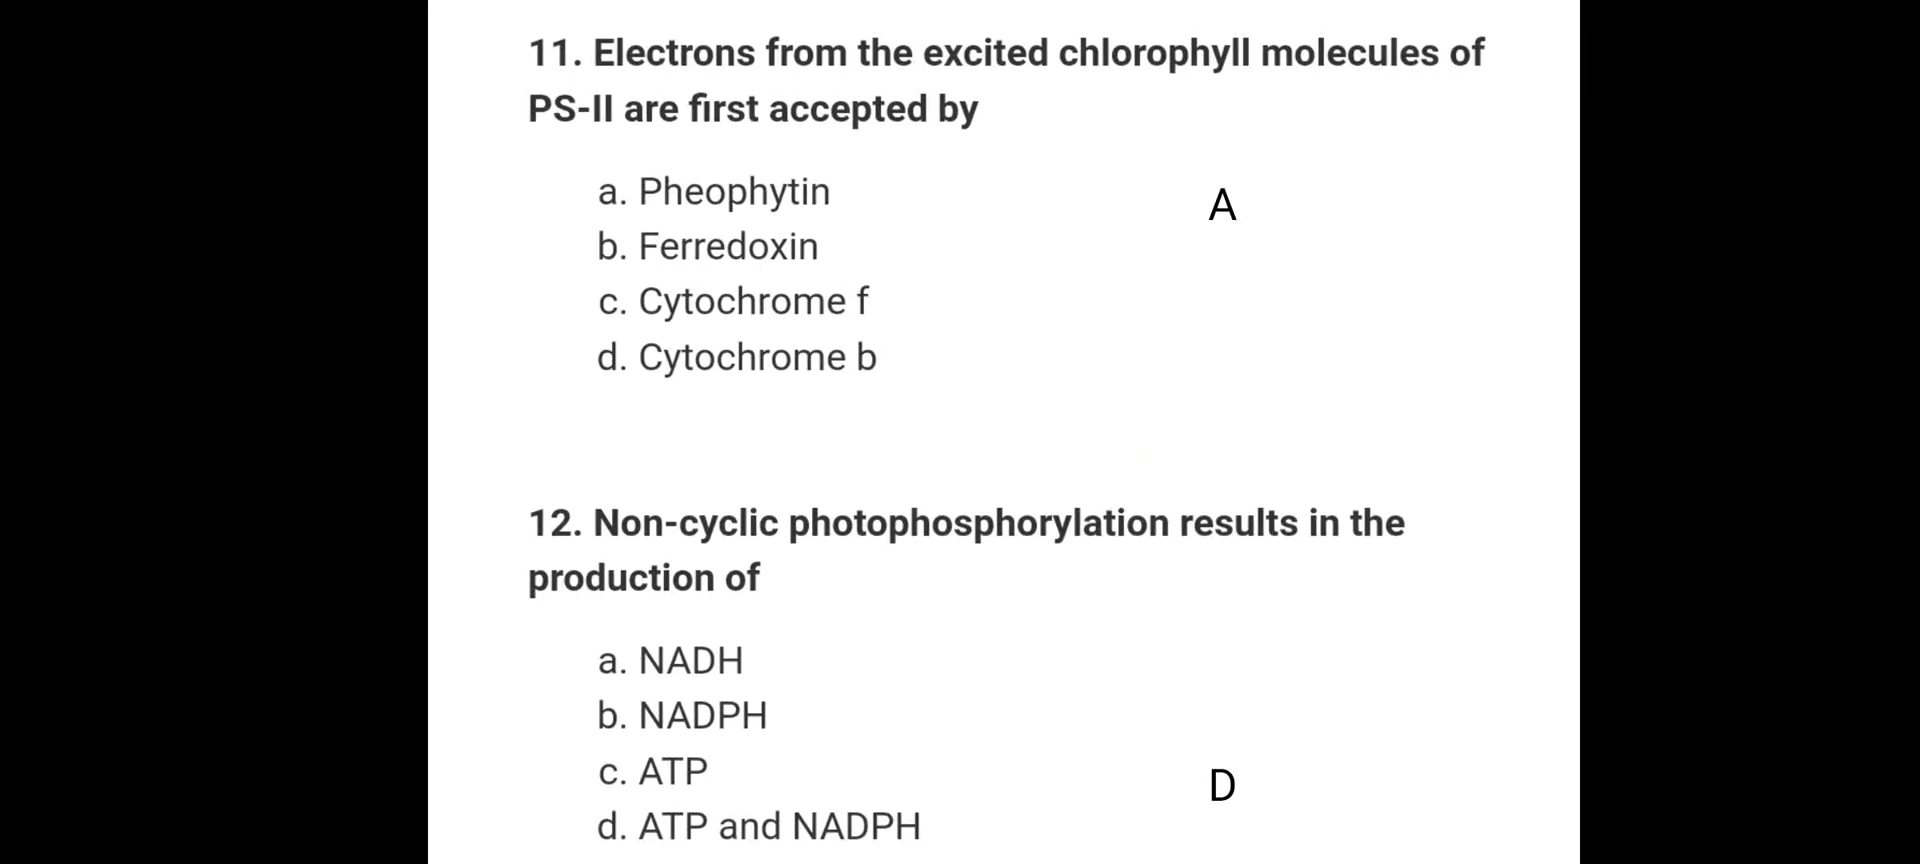 11. Electrons from the excited chlorophyll molecules of
PS-II are first accepted by
a. Pheophytin
A
b. Ferredoxin
c. Cytochrome f
d. Cytochrome b
12. Non-cyclic photophosphorylation results in the
production of
a. NADH
b. NADPH
c. ATP
D
d. ATP and NADPH